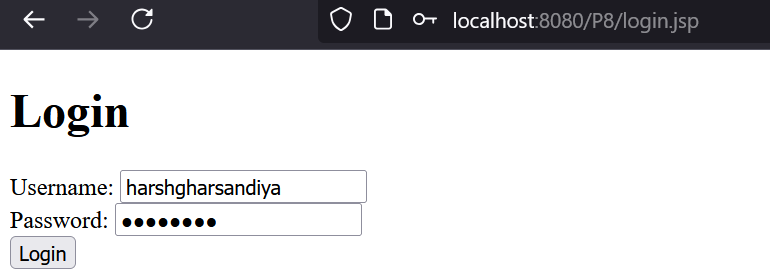 localhost:8080/P8/login.jsp
Login
Username: harshgharsandiya
Password: ●●●●●●●●
Login